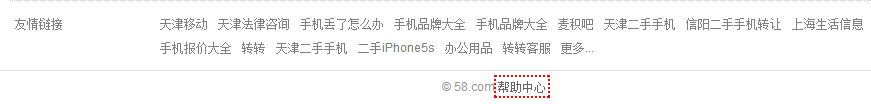 友情链接 天津移动 天津法律咨询 手机丢了怎么办 手机品牌大全 手机品牌大全 麦积吧 天津二手手机 信阳二手手机转让 上海生活信息
手机报价大全 转转 天津二手手机 二手iPhone5s 办公用品 转转客服 更多...
© 58.com 帮助中心